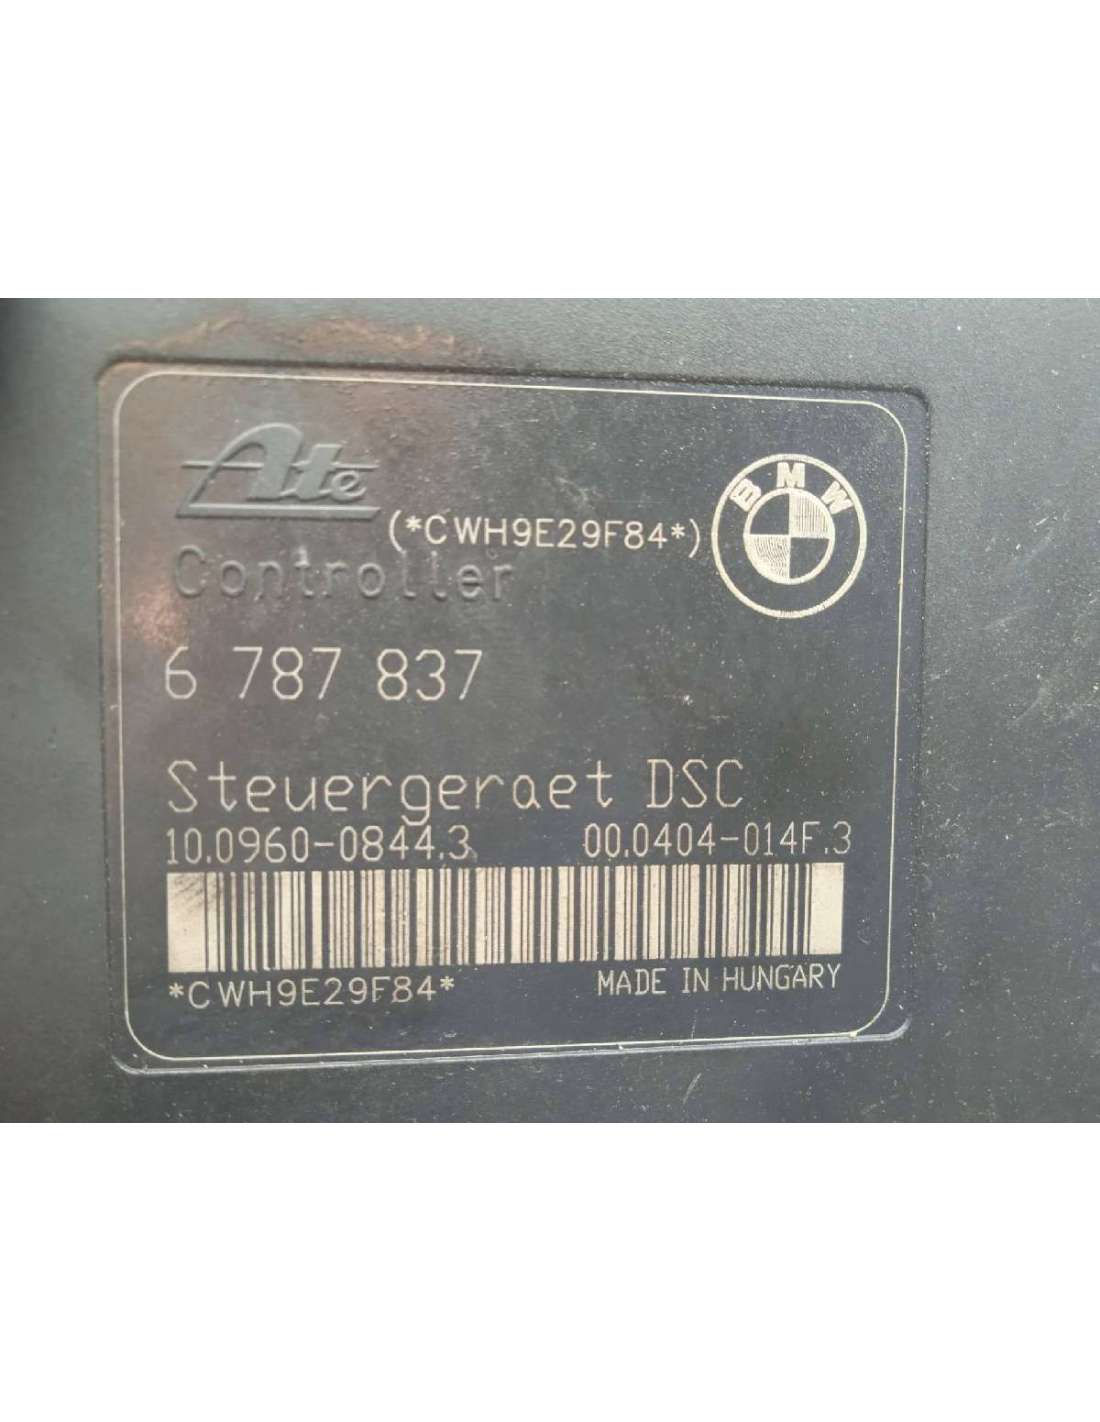 Ate
BMW
(*CWH9E29F84*)
Controller
6 787 837
Steuergeraet DSC
10.0960-0844.3 00.0404-014F.3
*CWH9E29F84* MADE IN HUNGARY